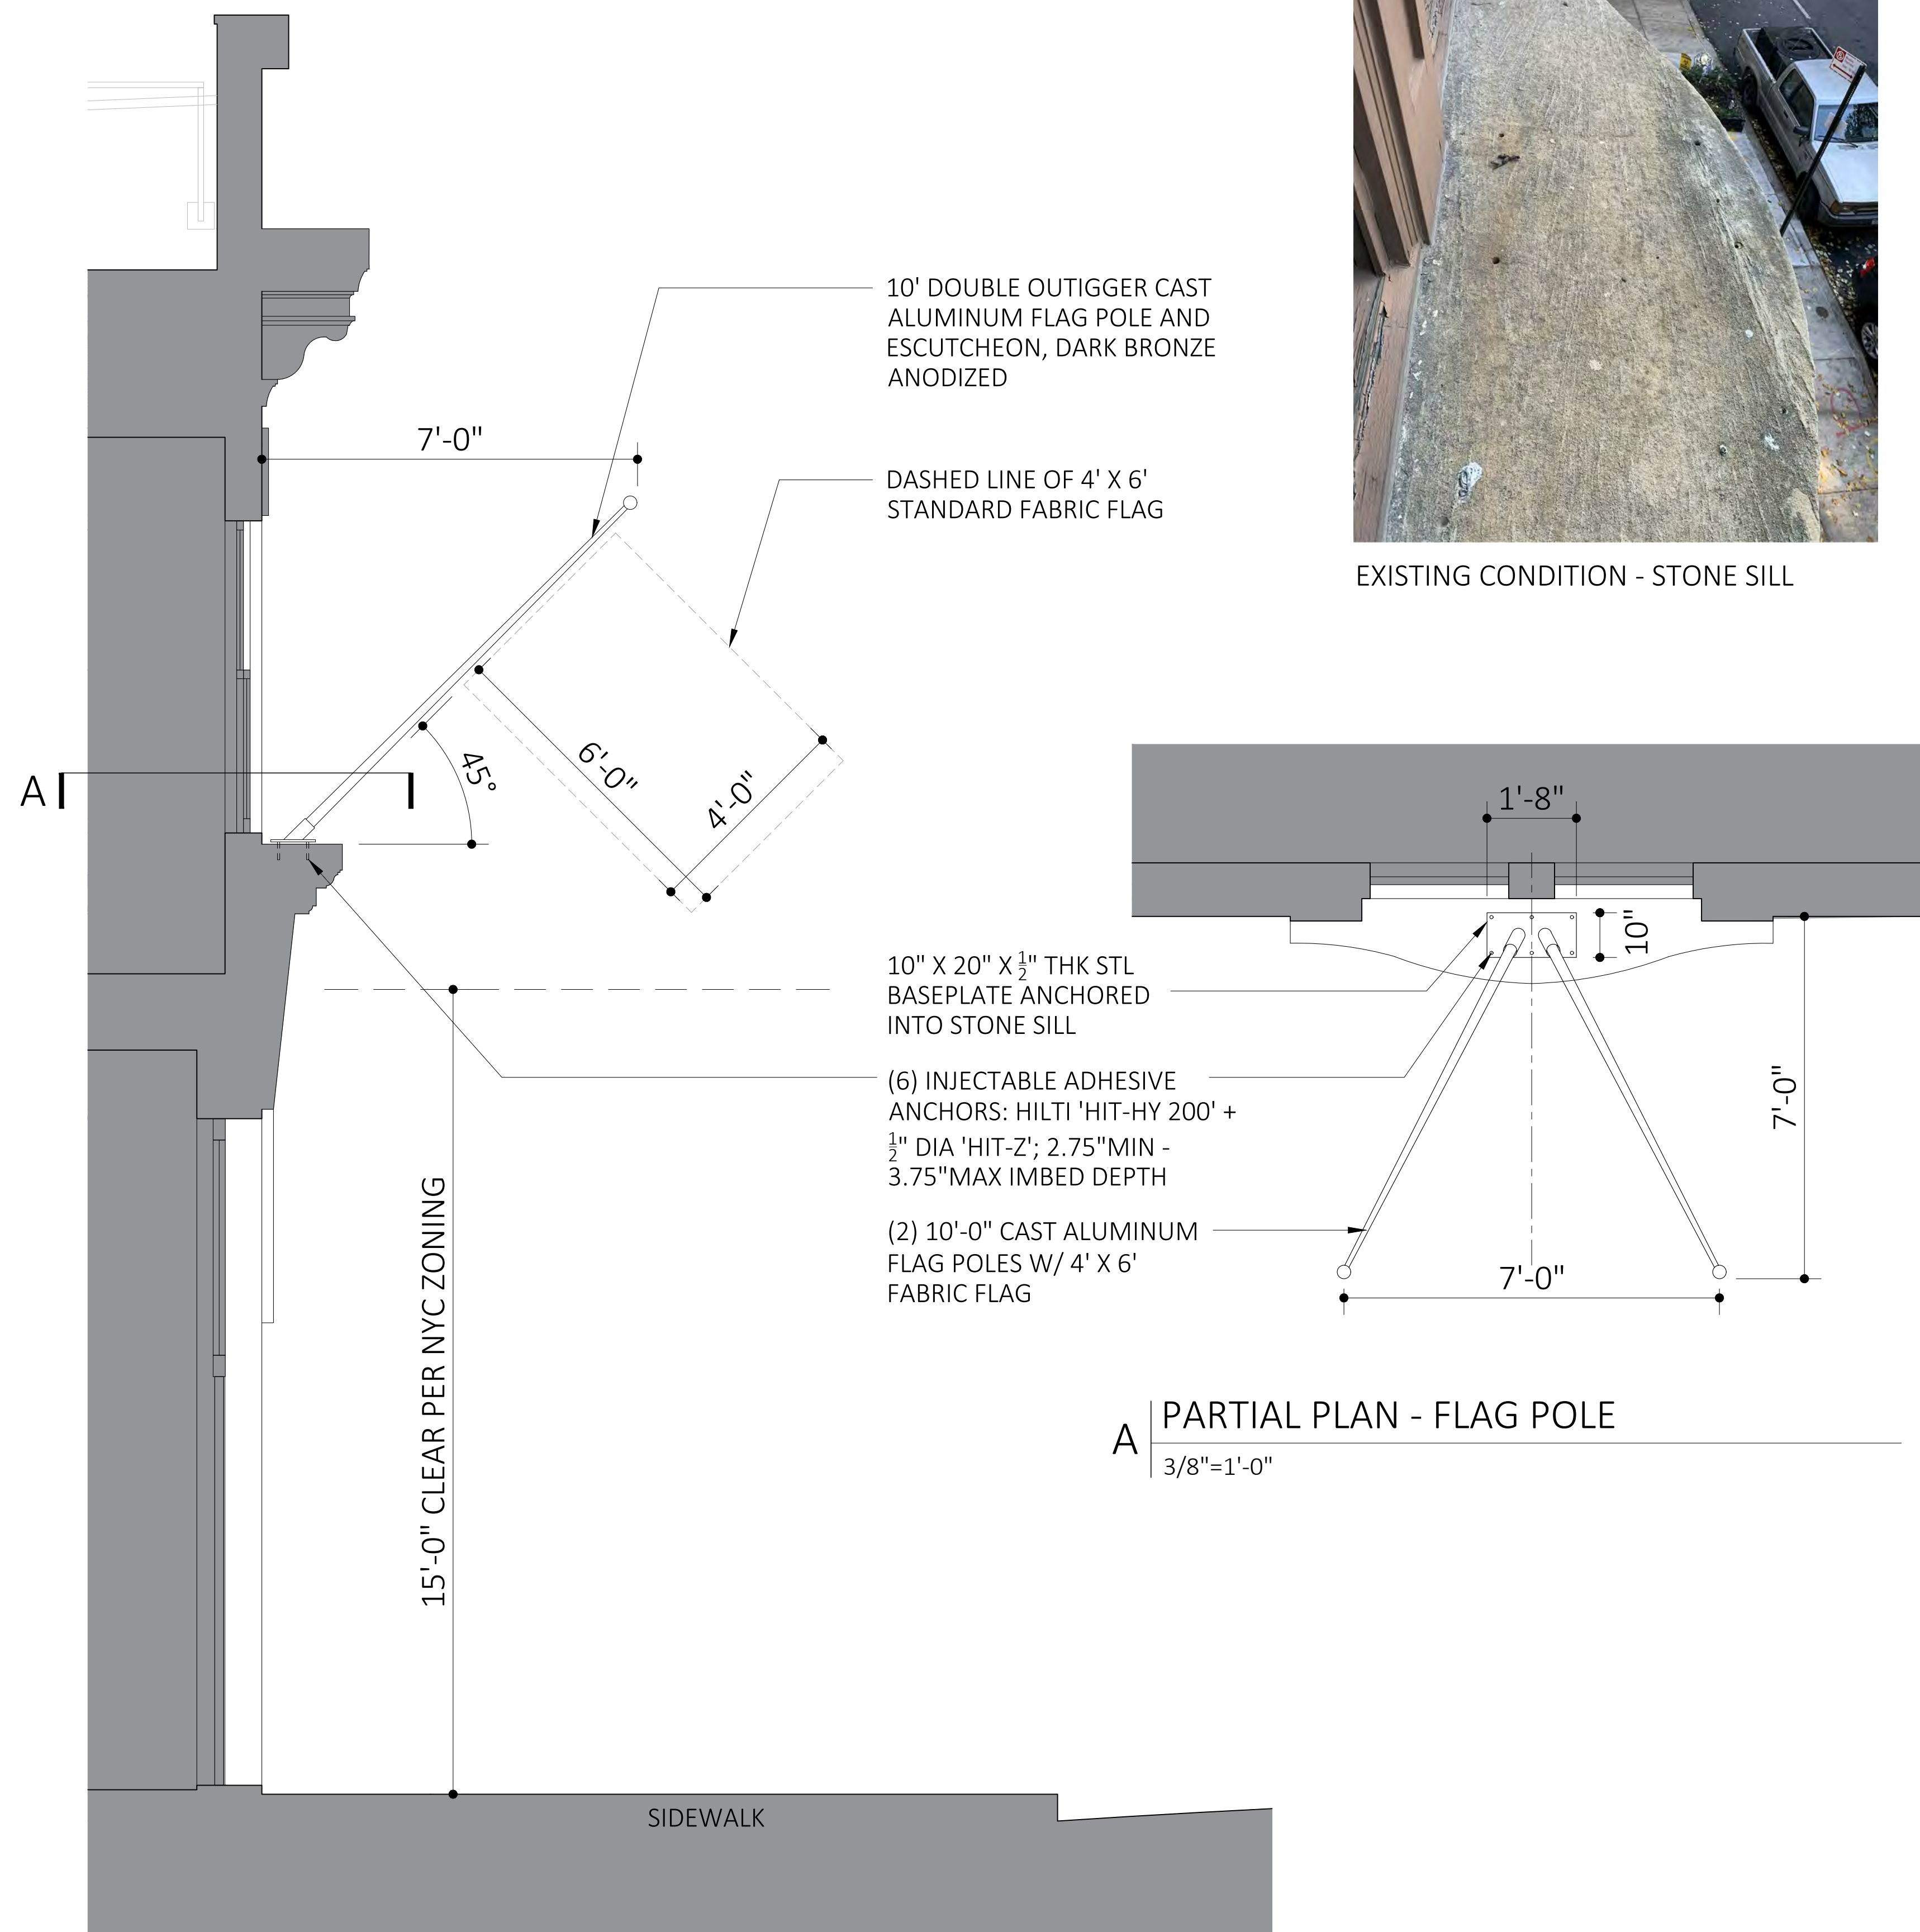 10' DOUBLE OUTIGGER CAST
ALUMINUM FLAG POLE AND
ESCUTCHEON, DARK BRONZE
ANODIZED
7'-0"
DASHED LINE OF 4' X 6'
STANDARD FABRIC FLAG
EXISTING CONDITION - STONE SILL
45°
6'-0"
4'-0"
A
1'-8"
10"
10" X 20" X 1/2" THK STL
BASEPLATE ANCHORED
INTO STONE SILL
(6) INJECTABLE ADHESIVE
ANCHORS: HILTI 'HIT-HY 200' +
1/2" DIA 'HIT-Z'; 2.75"MIN -
3.75"MAX IMBED DEPTH
(2) 10'-0" CAST ALUMINUM
FLAG POLES W/ 4' X 6'
FABRIC FLAG
7'-0"
7'-0"
15'-0" CLEAR PER NYC ZONING
A
PARTIAL PLAN - FLAG POLE
3/8"=1'-0"
SIDEWALK